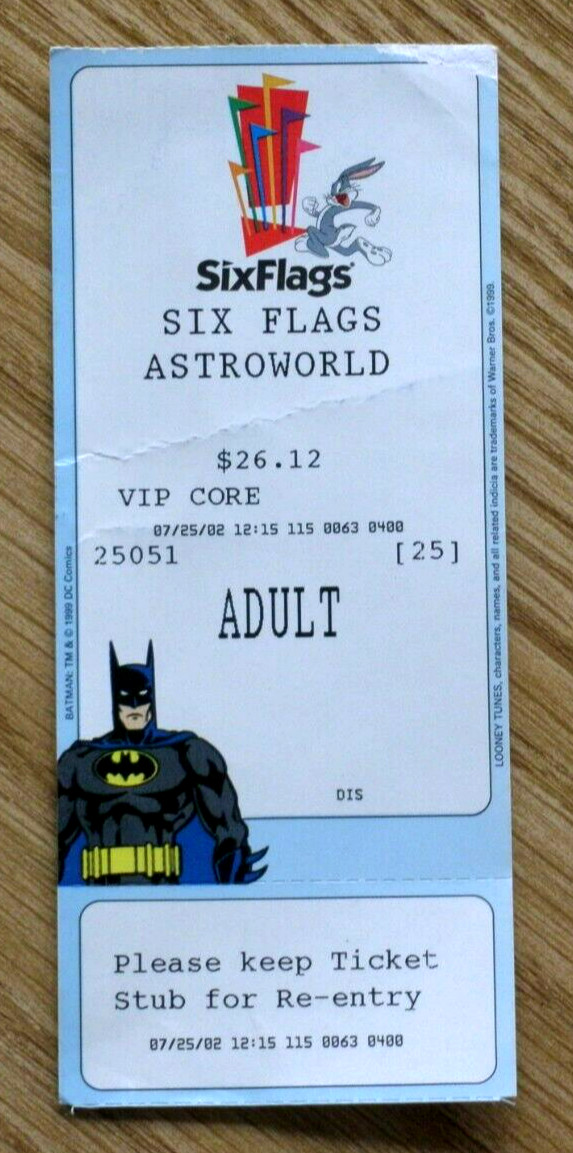 SixFlags®
SIX FLAGS
ASTROWORLD
$26.12
VIP CORE
07/25/02 12:15 115 0063 0400
25051 [25]
ADULT
DIS
BATMAN: TM & © 1999 DC Comics
LOONEY TUNES, characters, names, and all related indicia are trademarks of Warner Bros. ©1999.
Please keep Ticket
Stub for Re-entry
07/25/02 12:15 115 0063 0400